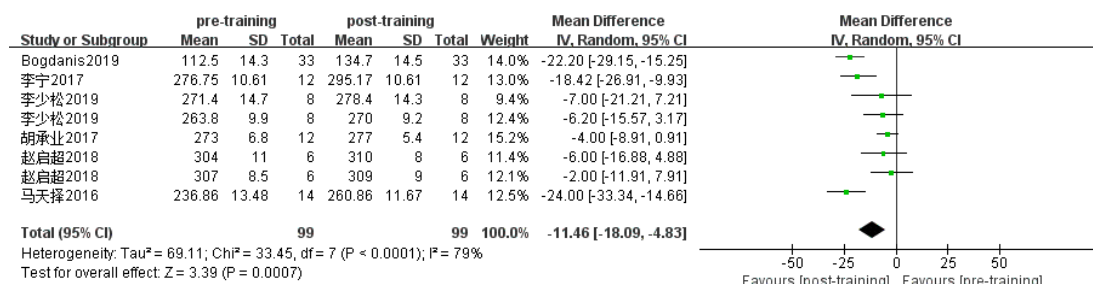 pre-training post-training Mean Difference Mean Difference
Study or Subgroup Mean SD Total Mean SD Total Weight IV, Random, 95% CI IV, Random, 95% CI
Bogdanis2019 112.5 14.3 33 134.7 14.5 33 14.0% -22.20 [-29.15, -15.25]
李宁2017 276.75 10.61 12 295.17 10.61 12 13.0% -18.42 [-26.91, -9.93]
李少松2019 271.4 14.7 8 278.4 14.3 8 9.4% -7.00 [-21.21, 7.21]
李少松2019 263.8 9.9 8 270 9.2 8 12.4% -6.20 [-15.57, 3.17]
胡承业2017 273 6.8 12 277 5.4 12 15.2% -4.00 [-8.91, 0.91]
赵启超2018 304 11 6 310 8 6 11.4% -6.00 [-16.88, 4.88]
赵启超2018 307 8.5 6 309 9 6 12.1% -2.00 [-11.91, 7.91]
马天择2016 236.86 13.48 14 260.86 11.67 14 12.5% -24.00 [-33.34, -14.66]
Total (95% CI) 99 99 100.0% -11.46 [-18.09, -4.83]
Heterogeneity: Tau² = 69.11; Chi² = 33.45, df = 7 (P < 0.0001); I² = 79%
Test for overall effect: Z = 3.39 (P = 0.0007)
-50 -25 0 25 50
Favours [post-training] Favours [pre-training]